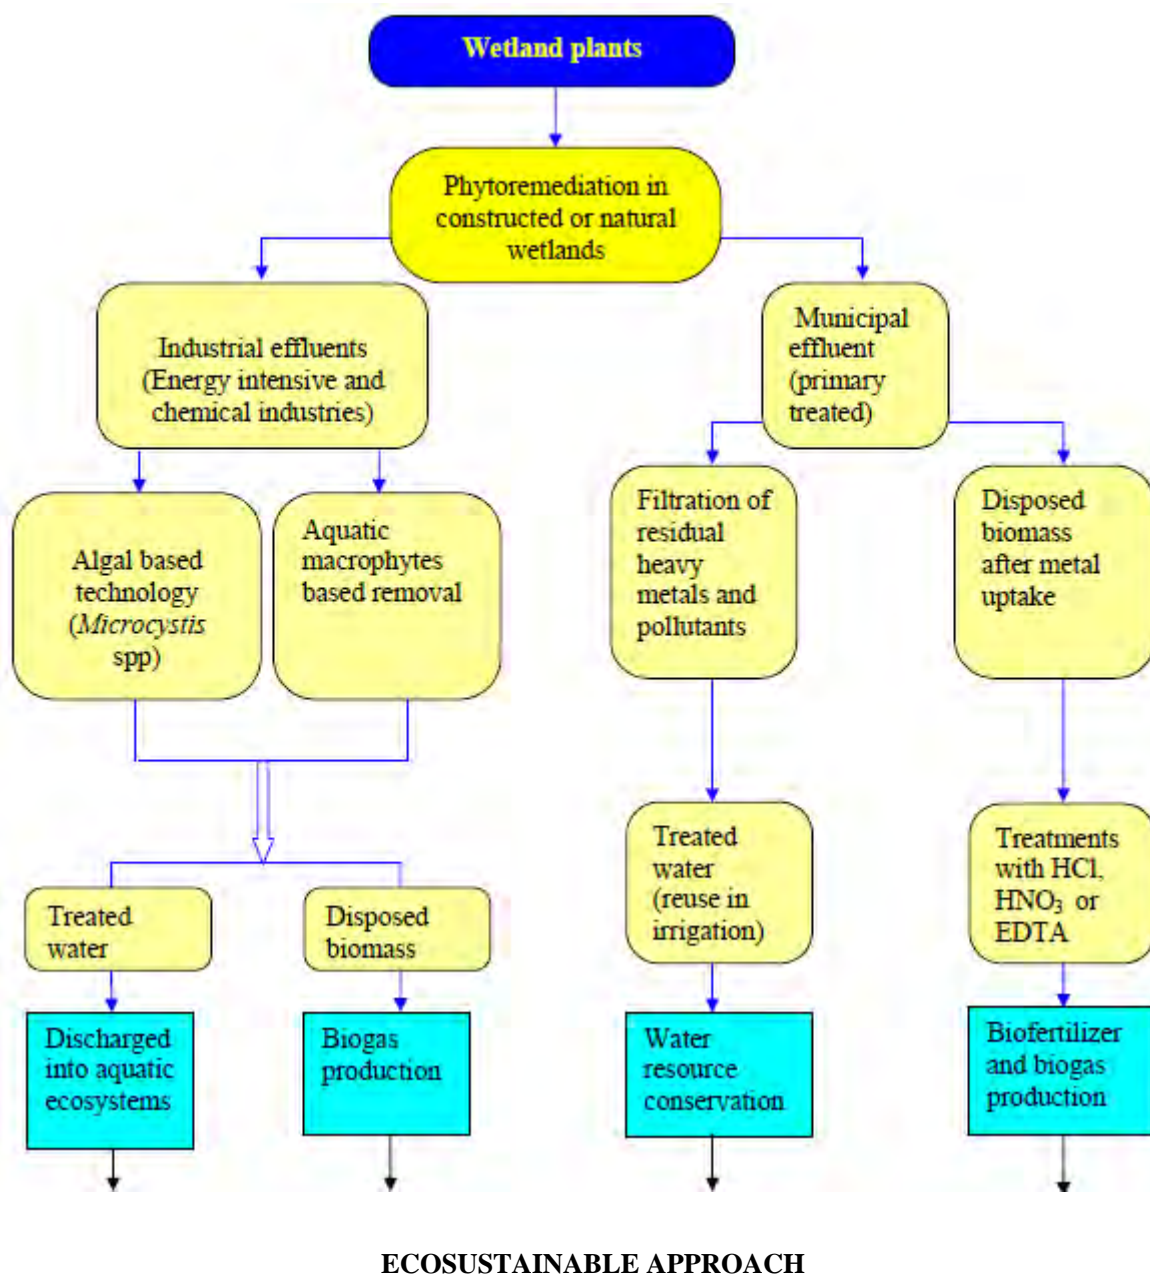 Wetland plants
Phytoremediation in
constructed or natural
wetlands
Industrial effluents
(Energy intensive and
chemical industries)
Municipal
effluent
(primary
treated)
Algal based
technology
(Microcystis
spp)
Aquatic
macrophytes
based removal
Filtration of
residual
heavy
metals and
pollutants
Disposed
biomass
after metal
uptake
Treated
water
Disposed
biomass
Treated
water
(reuse in
irrigation)
Treatments
with HCl,
HNO₃ or
EDTA
Discharged
into aquatic
ecosystems
Biogas
production
Water
resource
conservation
Biofertilizer
and biogas
production
ECOSUSTAINABLE APPROACH